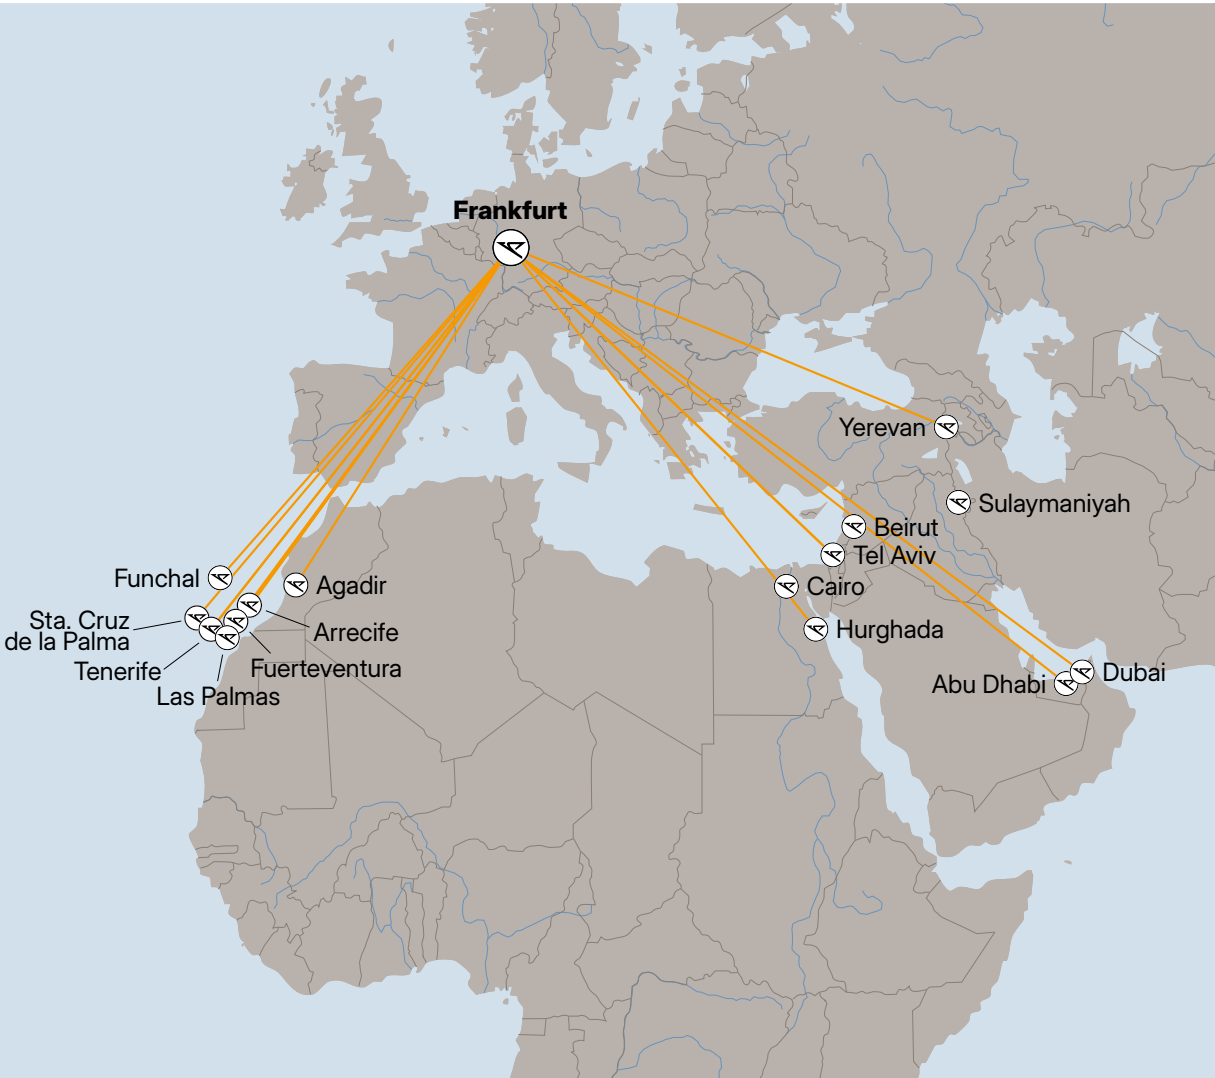 Frankfurt
Yerevan
Sulaymaniyah
Beirut
Tel Aviv
Funchal
Agadir
Cairo
Sta. Cruz
de la Palma
Arrecife
Hurghada
Tenerife
Fuerteventura
Dubai
Abu Dhabi
Las Palmas